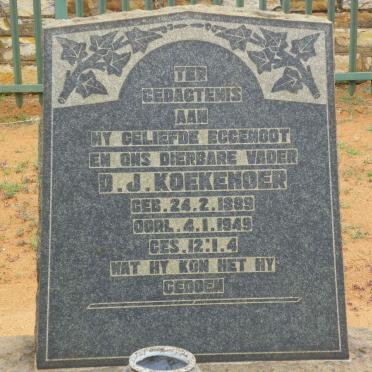 TER
GEDAGTENIS
AAN
MY GELIEFDE EGGENOOT
EN ONS DIERBARE VADER
D. J. KOEKEMOER
GEB. 24.2.1889
OORL. 4.1.1949
GES. 12:1.4
WAT HY KON HET HY
GEDOEN